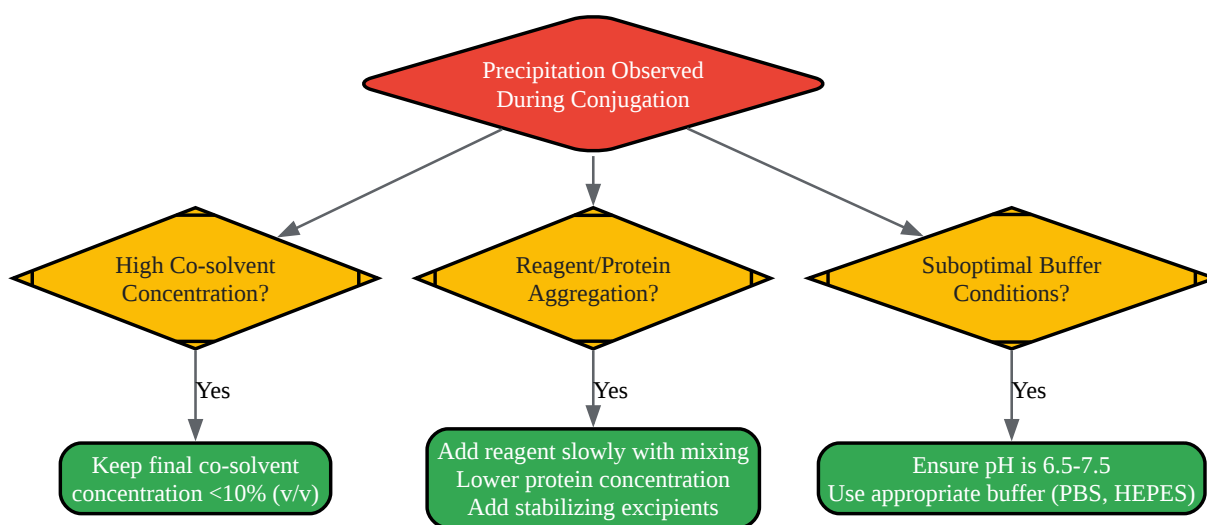 Precipitation Observed
During Conjugation
High Co-solvent
Concentration?
Reagent/Protein
Aggregation?
Suboptimal Buffer
Conditions?
Yes
Yes
Yes
Keep final co-solvent
concentration <10% (v/v)
Add reagent slowly with mixing
Lower protein concentration
Add stabilizing excipients
Ensure pH is 6.5-7.5
Use appropriate buffer (PBS, HEPES)